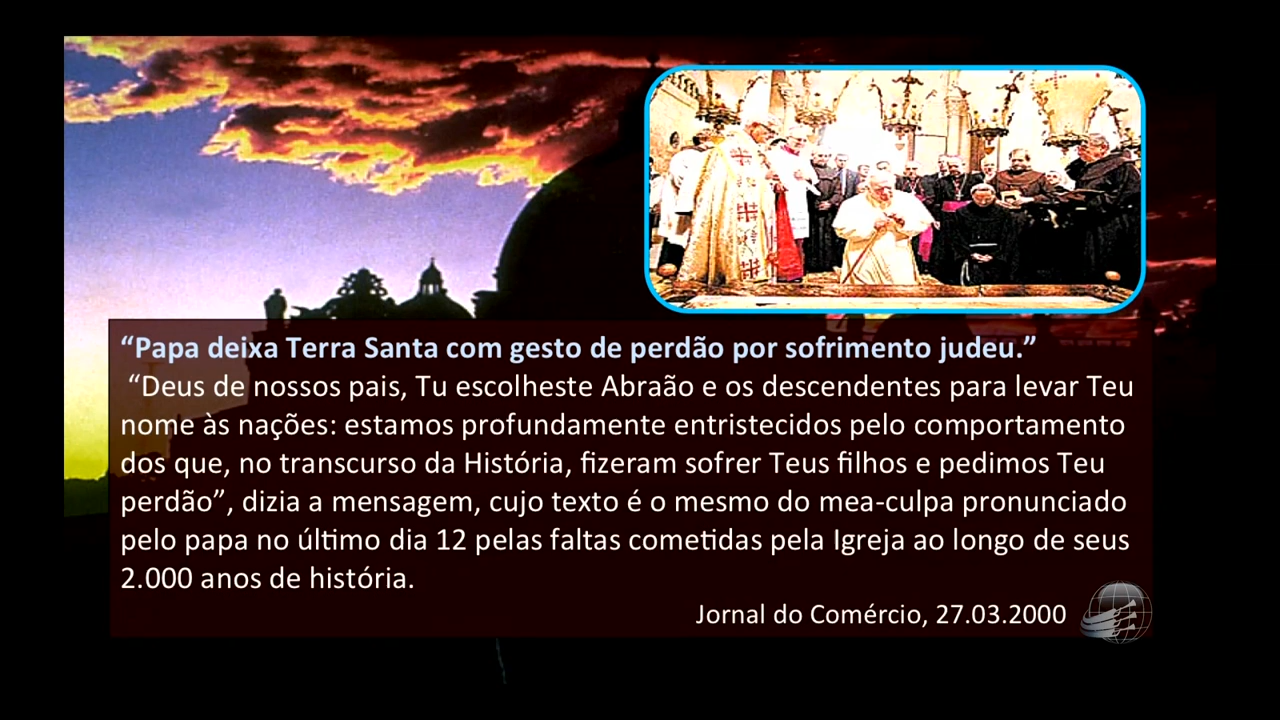 “Papa deixa Terra Santa com gesto de perdão por sofrimento judeu.”
“Deus de nossos pais, Tu escolheste Abraão e os descendentes para levar Teu
nome às nações: estamos profundamente entristecidos pelo comportamento
dos que, no transcurso da História, fizeram sofrer Teus filhos e pedimos Teu
perdão”, dizia a mensagem, cujo texto é o mesmo do mea-culpa pronunciado
pelo papa no último dia 12 pelas faltas cometidas pela Igreja ao longo de seus
2.000 anos de história.
Jornal do Comércio, 27.03.2000